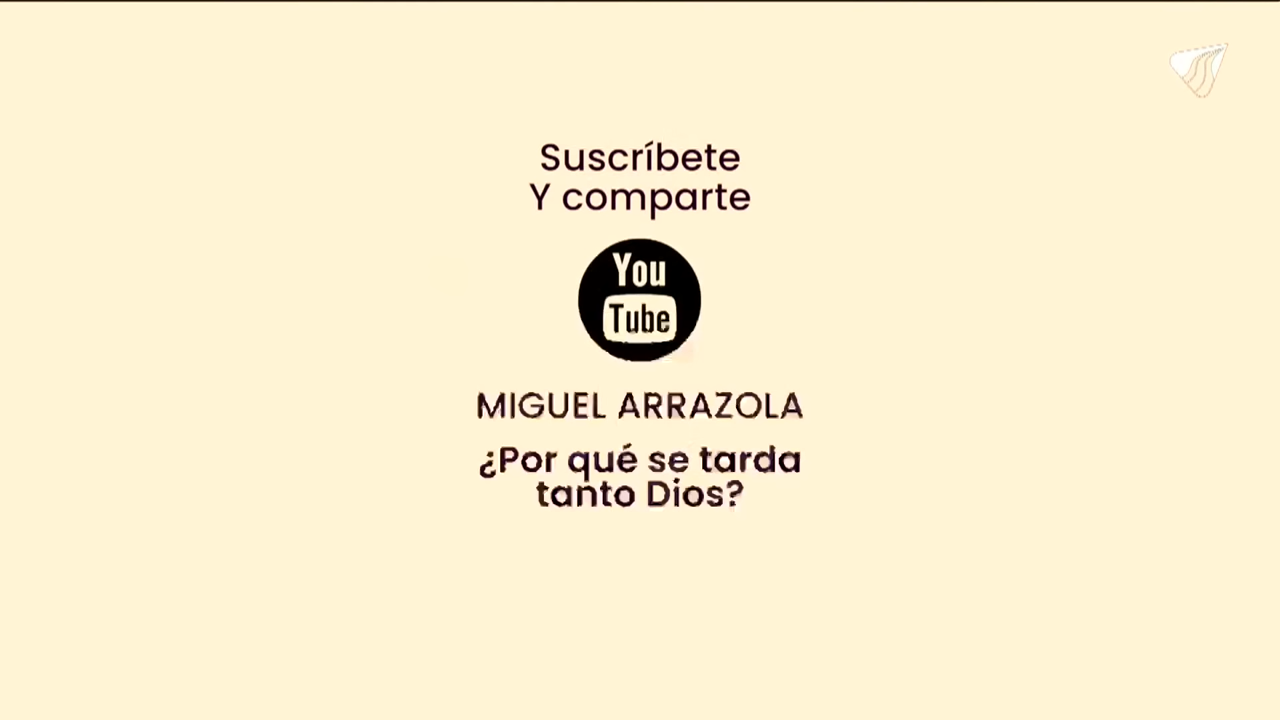 Suscríbete
Y comparte
You
Tube
MIGUEL ARRAZOLA
¿Por qué se tarda
tanto Dios?